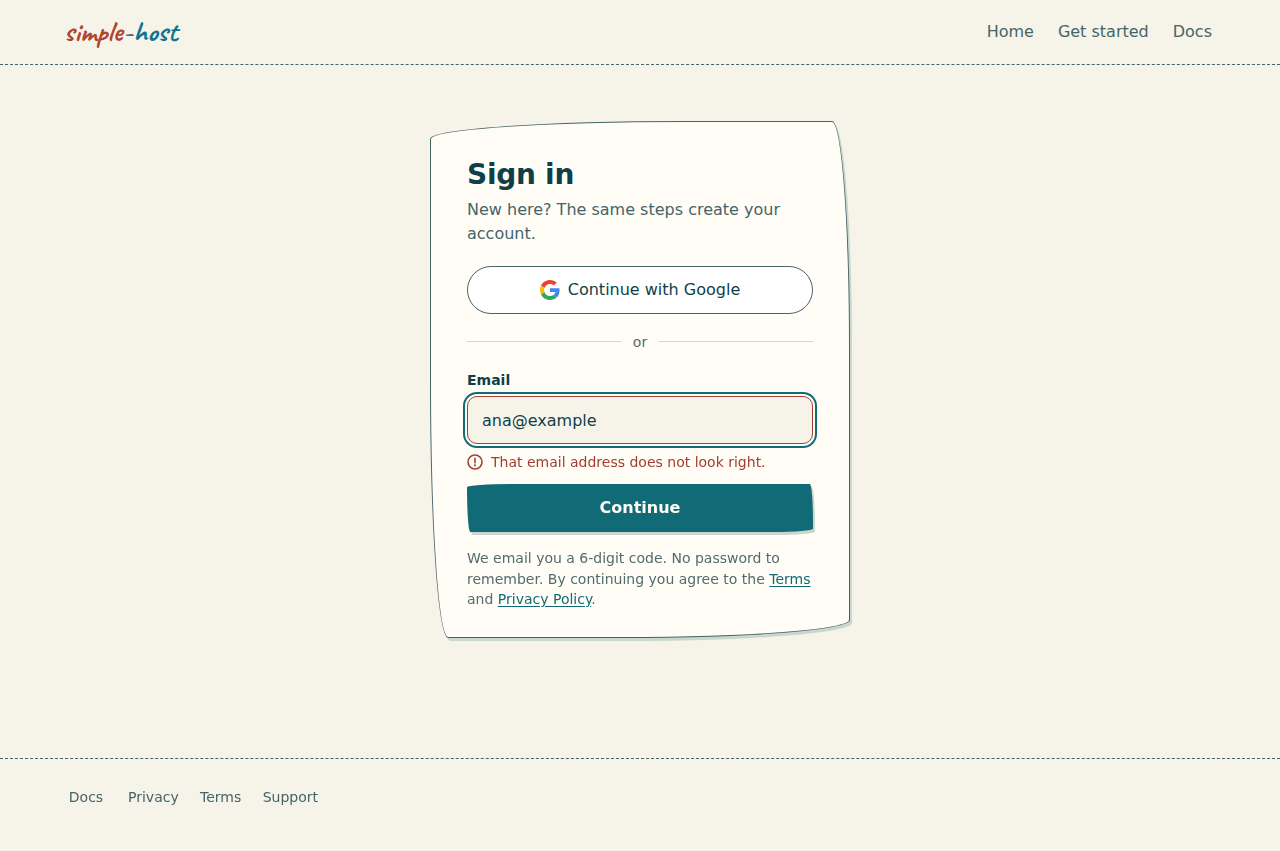 simple-host
Home Get started Docs
Sign in
New here? The same steps create your
account.
Continue with Google
or
Email
ana@example
That email address does not look right.
Continue
We email you a 6-digit code. No password to
remember. By continuing you agree to the Terms
and Privacy Policy.
Docs Privacy Terms Support